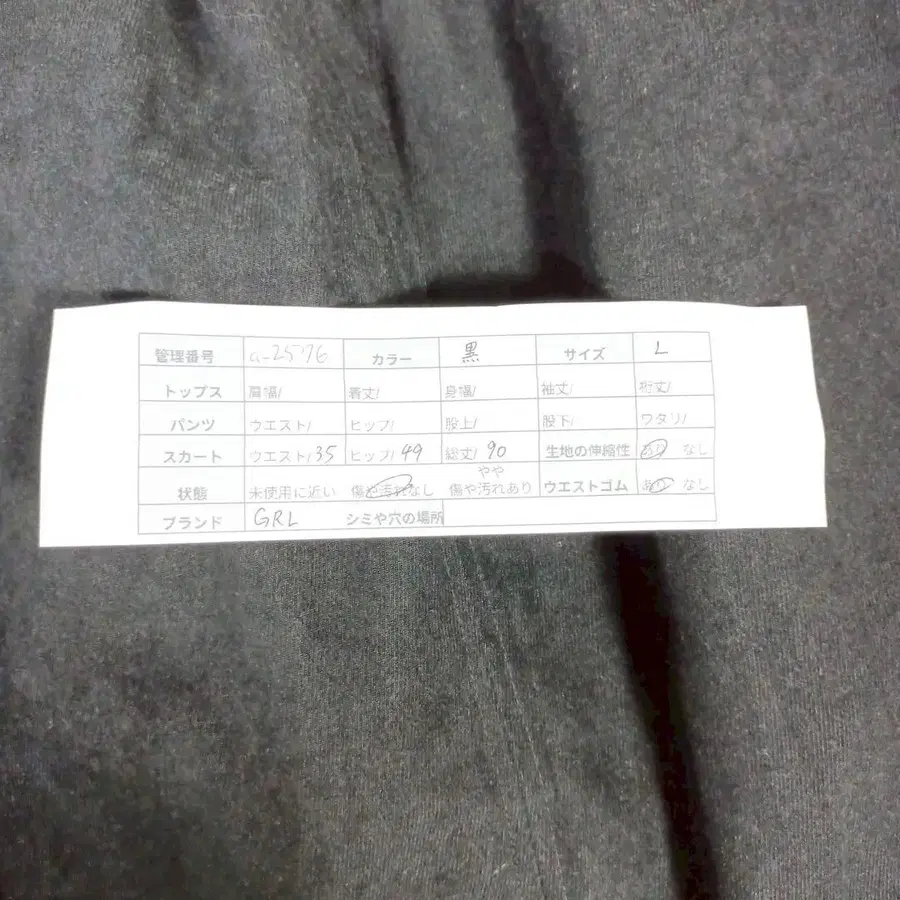 管理番号 a-2576 カラー 黒 サイズ L
トップス 肩幅/ 着丈/ 身幅/ 袖丈/ 裄丈/
パンツ ウエスト/ ヒップ/ 股上/ 股下/ ワタリ/
スカート ウエスト/35 ヒップ/49 総丈/90 生地の伸縮性 あり なし
状態 未使用に近い 傷や汚れなし やや傷や汚れあり ウエストゴム あり なし
ブランド GRL シミや穴の場所